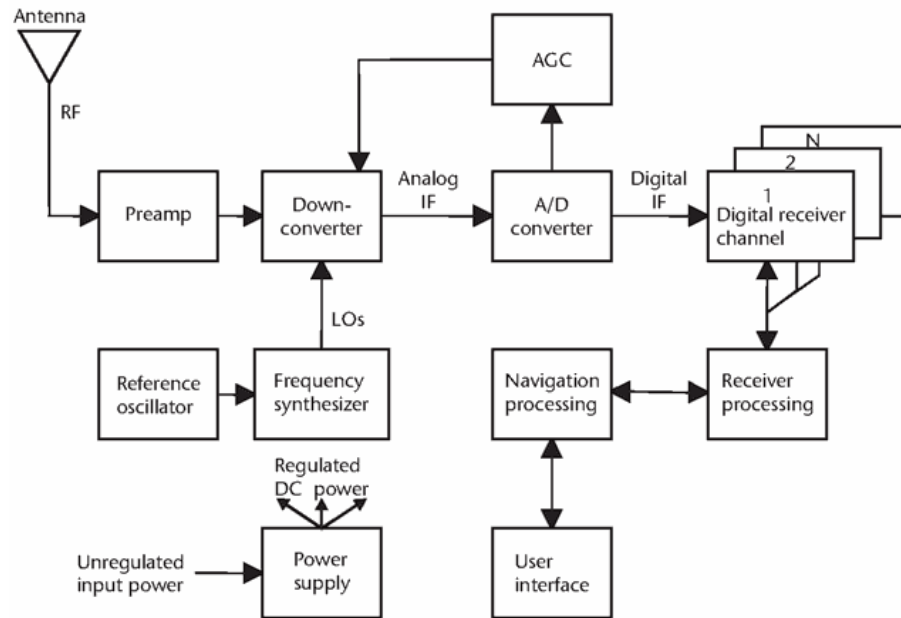 Antenna
RF
AGC
N
2
1
Digital receiver
channel
Preamp
Down-
converter
Analog
IF
A/D
converter
Digital
IF
LOs
Reference
oscillator
Frequency
synthesizer
Navigation
processing
Receiver
processing
Regulated
DC power
Unregulated
input power
Power
supply
User
interface